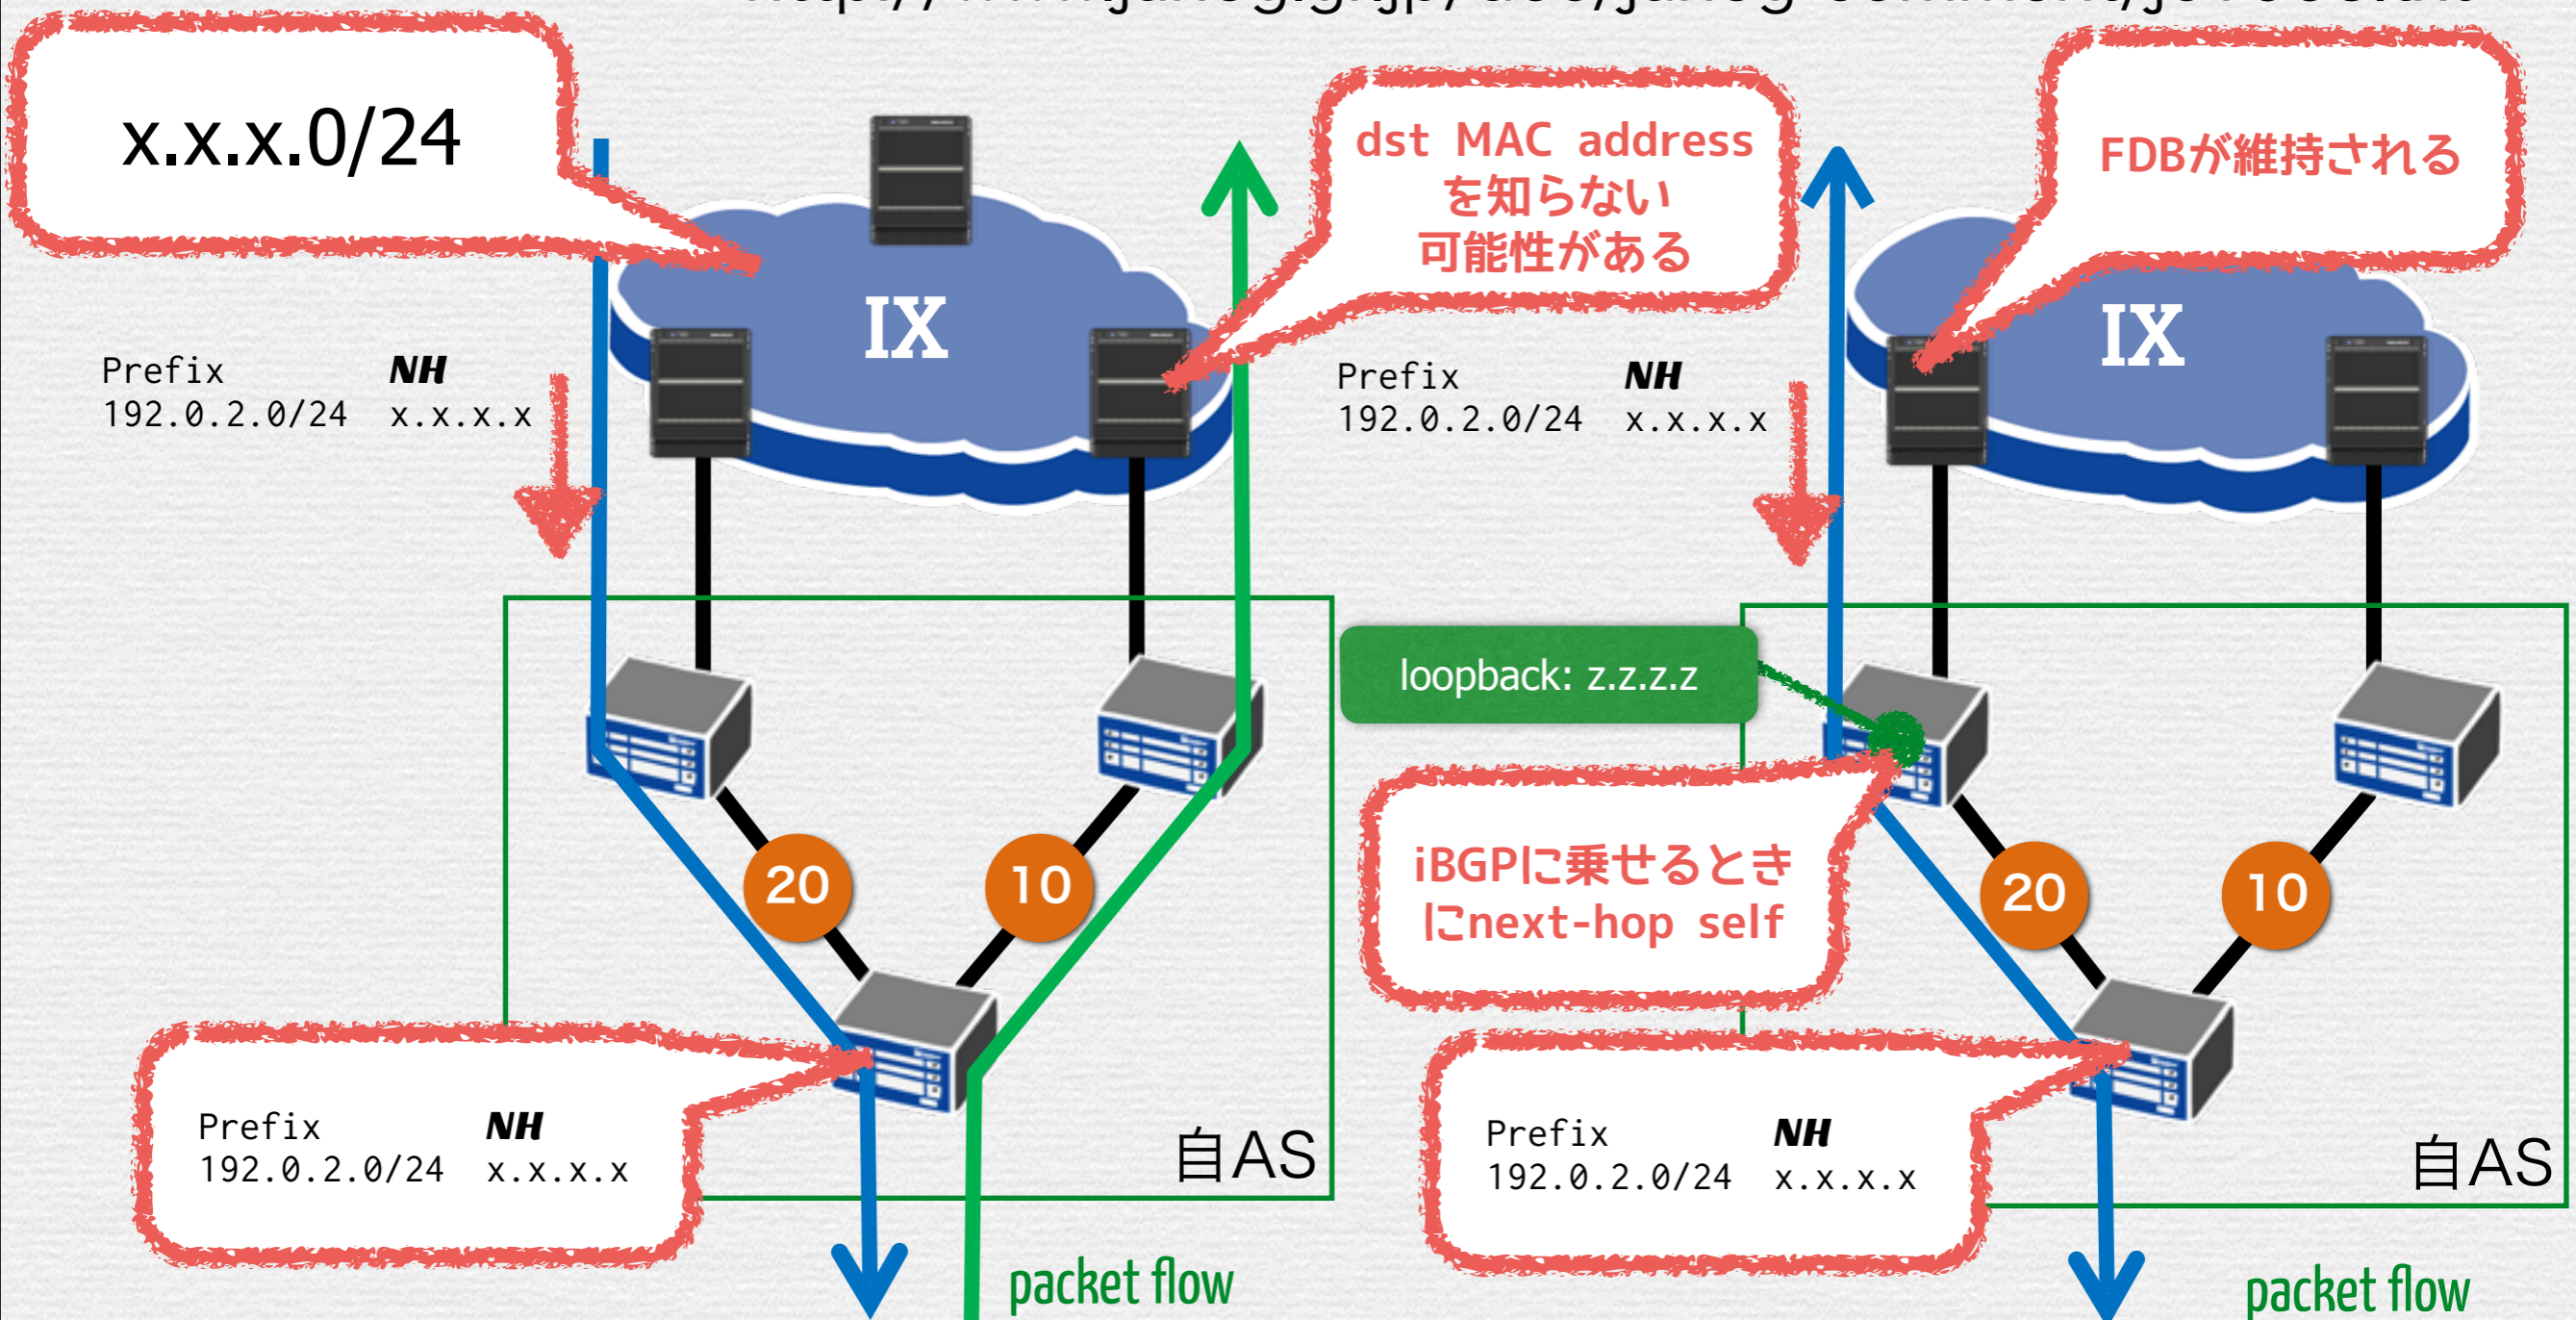 x.x.x.0/24
dst MAC address
を知らない
可能性がある
FDBが維持される
IX
IX
Prefix NH
192.0.2.0/24 x.x.x.x
Prefix NH
192.0.2.0/24 x.x.x.x
loopback: z.z.z.z
20
10
iBGPに乗せるとき
にnext-hop self
20
10
Prefix NH
192.0.2.0/24 x.x.x.x
自AS
Prefix NH
192.0.2.0/24 x.x.x.x
自AS
packet flow
packet flow